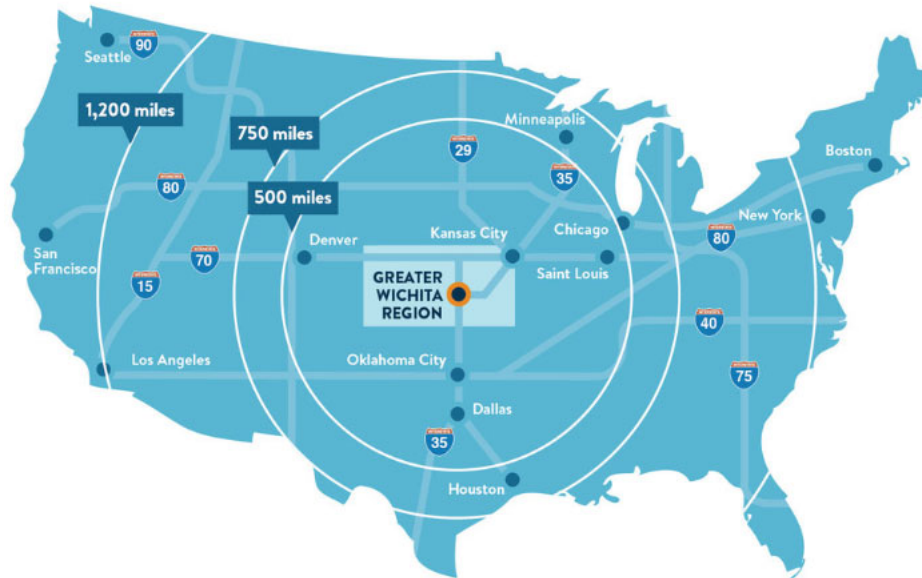 90
Seattle
1,200 miles
750 miles
Minneapolis
29
Boston
35
80
500 miles
New York
Chicago
Kansas City
80
Denver
San
Francisco
70
Saint Louis
15
GREATER
WICHITA
REGION
40
Los Angeles
Oklahoma City
75
Dallas
35
Houston